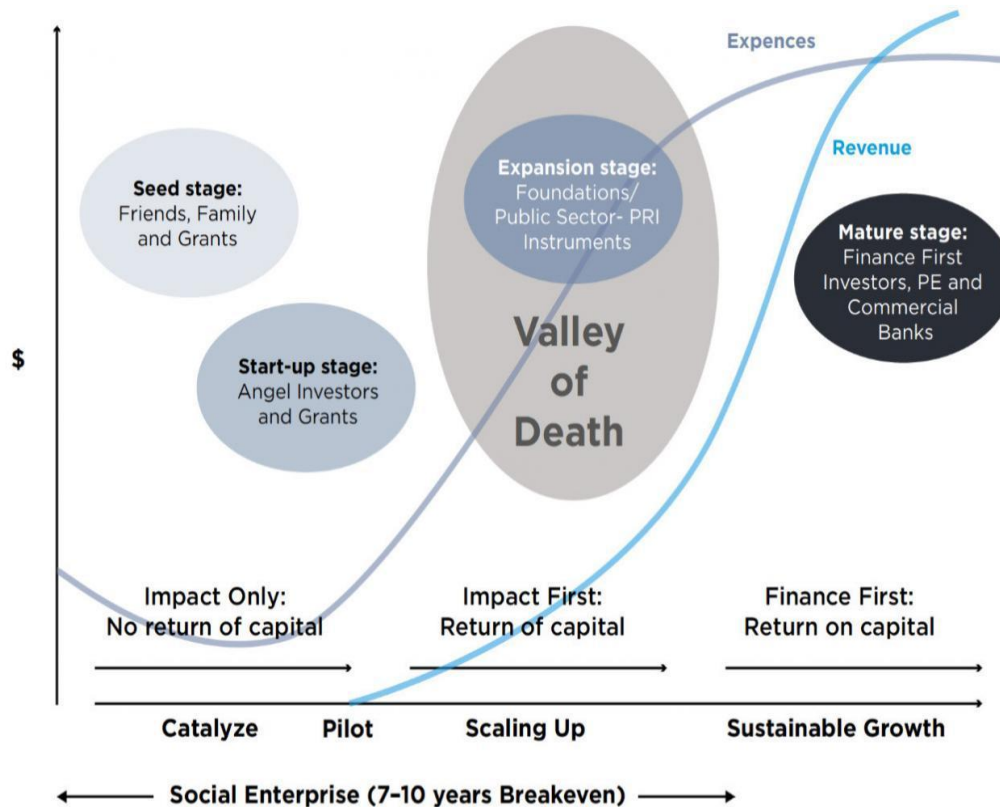 Expences
Revenue
Seed stage:
Friends, Family
and Grants
Expansion stage:
Foundations/
Public Sector- PRI
Instruments
Mature stage:
Finance First
Investors, PE and
Commercial
Banks
Start-up stage:
Angel Investors
and Grants
Valley
of
Death
$
Impact Only:
No return of capital
Impact First:
Return of capital
Finance First:
Return on capital
Catalyze
Pilot
Scaling Up
Sustainable Growth
Social Enterprise (7–10 years Breakeven)